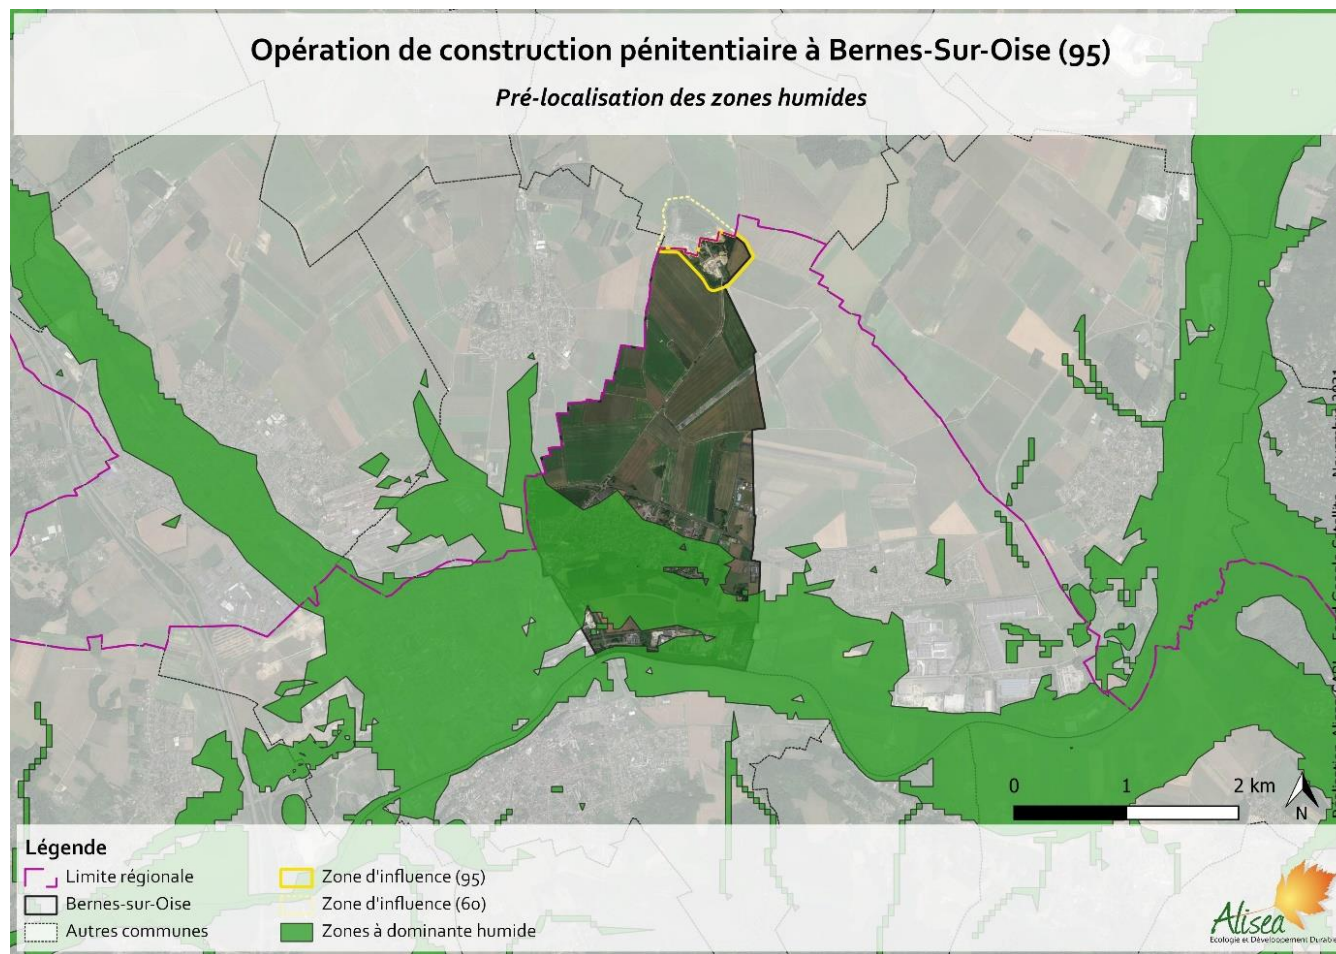 Opération de construction pénitentiaire à Bernes-Sur-Oise (95)
Pré-localisation des zones humides
0 1 2 km
N
Légende
Limite régionale
Bernes-sur-Oise
Autres communes
Zone d'influence (95)
Zone d'influence (60)
Zones à dominante humide
Alisea
Ecologie et Développement Durable